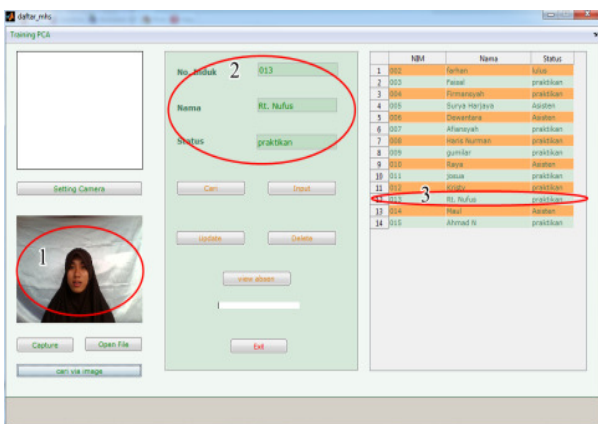 daftar_mhs
Training PCA
No. Induk 013
2
Nama Rt. Nufus
Status praktikan
Setting Camera
Cari Input
Update Delete
view absen
Exit
1
Capture Open File
cari via image
NIM Nama Status
1 002 farhan lulus
2 003 Faisal praktikan
3 004 Firmansyah praktikan
4 005 Surya Harjaya Asisten
5 006 Dewantara Asisten
6 007 Afiansyah praktikan
7 008 Haris Nurman praktikan
8 009 gumilar praktikan
9 010 Raya Asisten
10 011 josua praktikan
11 012 Kristy praktikan
12 013 Rt. Nufus praktikan
3
13 014 Maul Asisten
14 015 Ahmad N praktikan